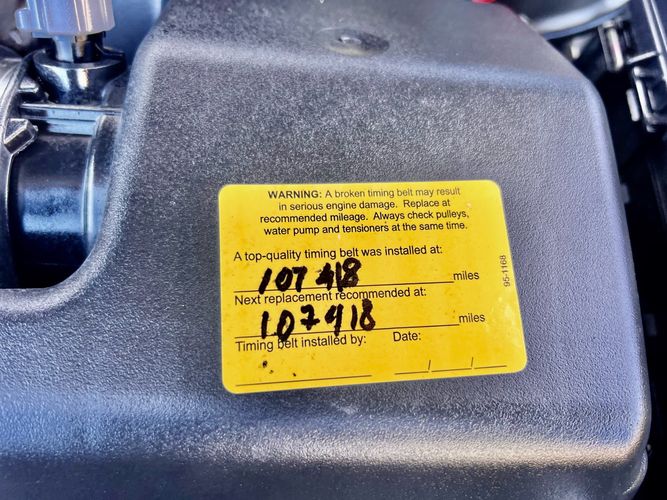 WARNING: A broken timing belt may result
in serious engine damage. Replace at
recommended mileage. Always check pulleys,
water pump and tensioners at the same time.
A top-quality timing belt was installed at:
107418 miles
Next replacement recommended at:
107418 miles
Timing belt installed by: Date:
95-1168